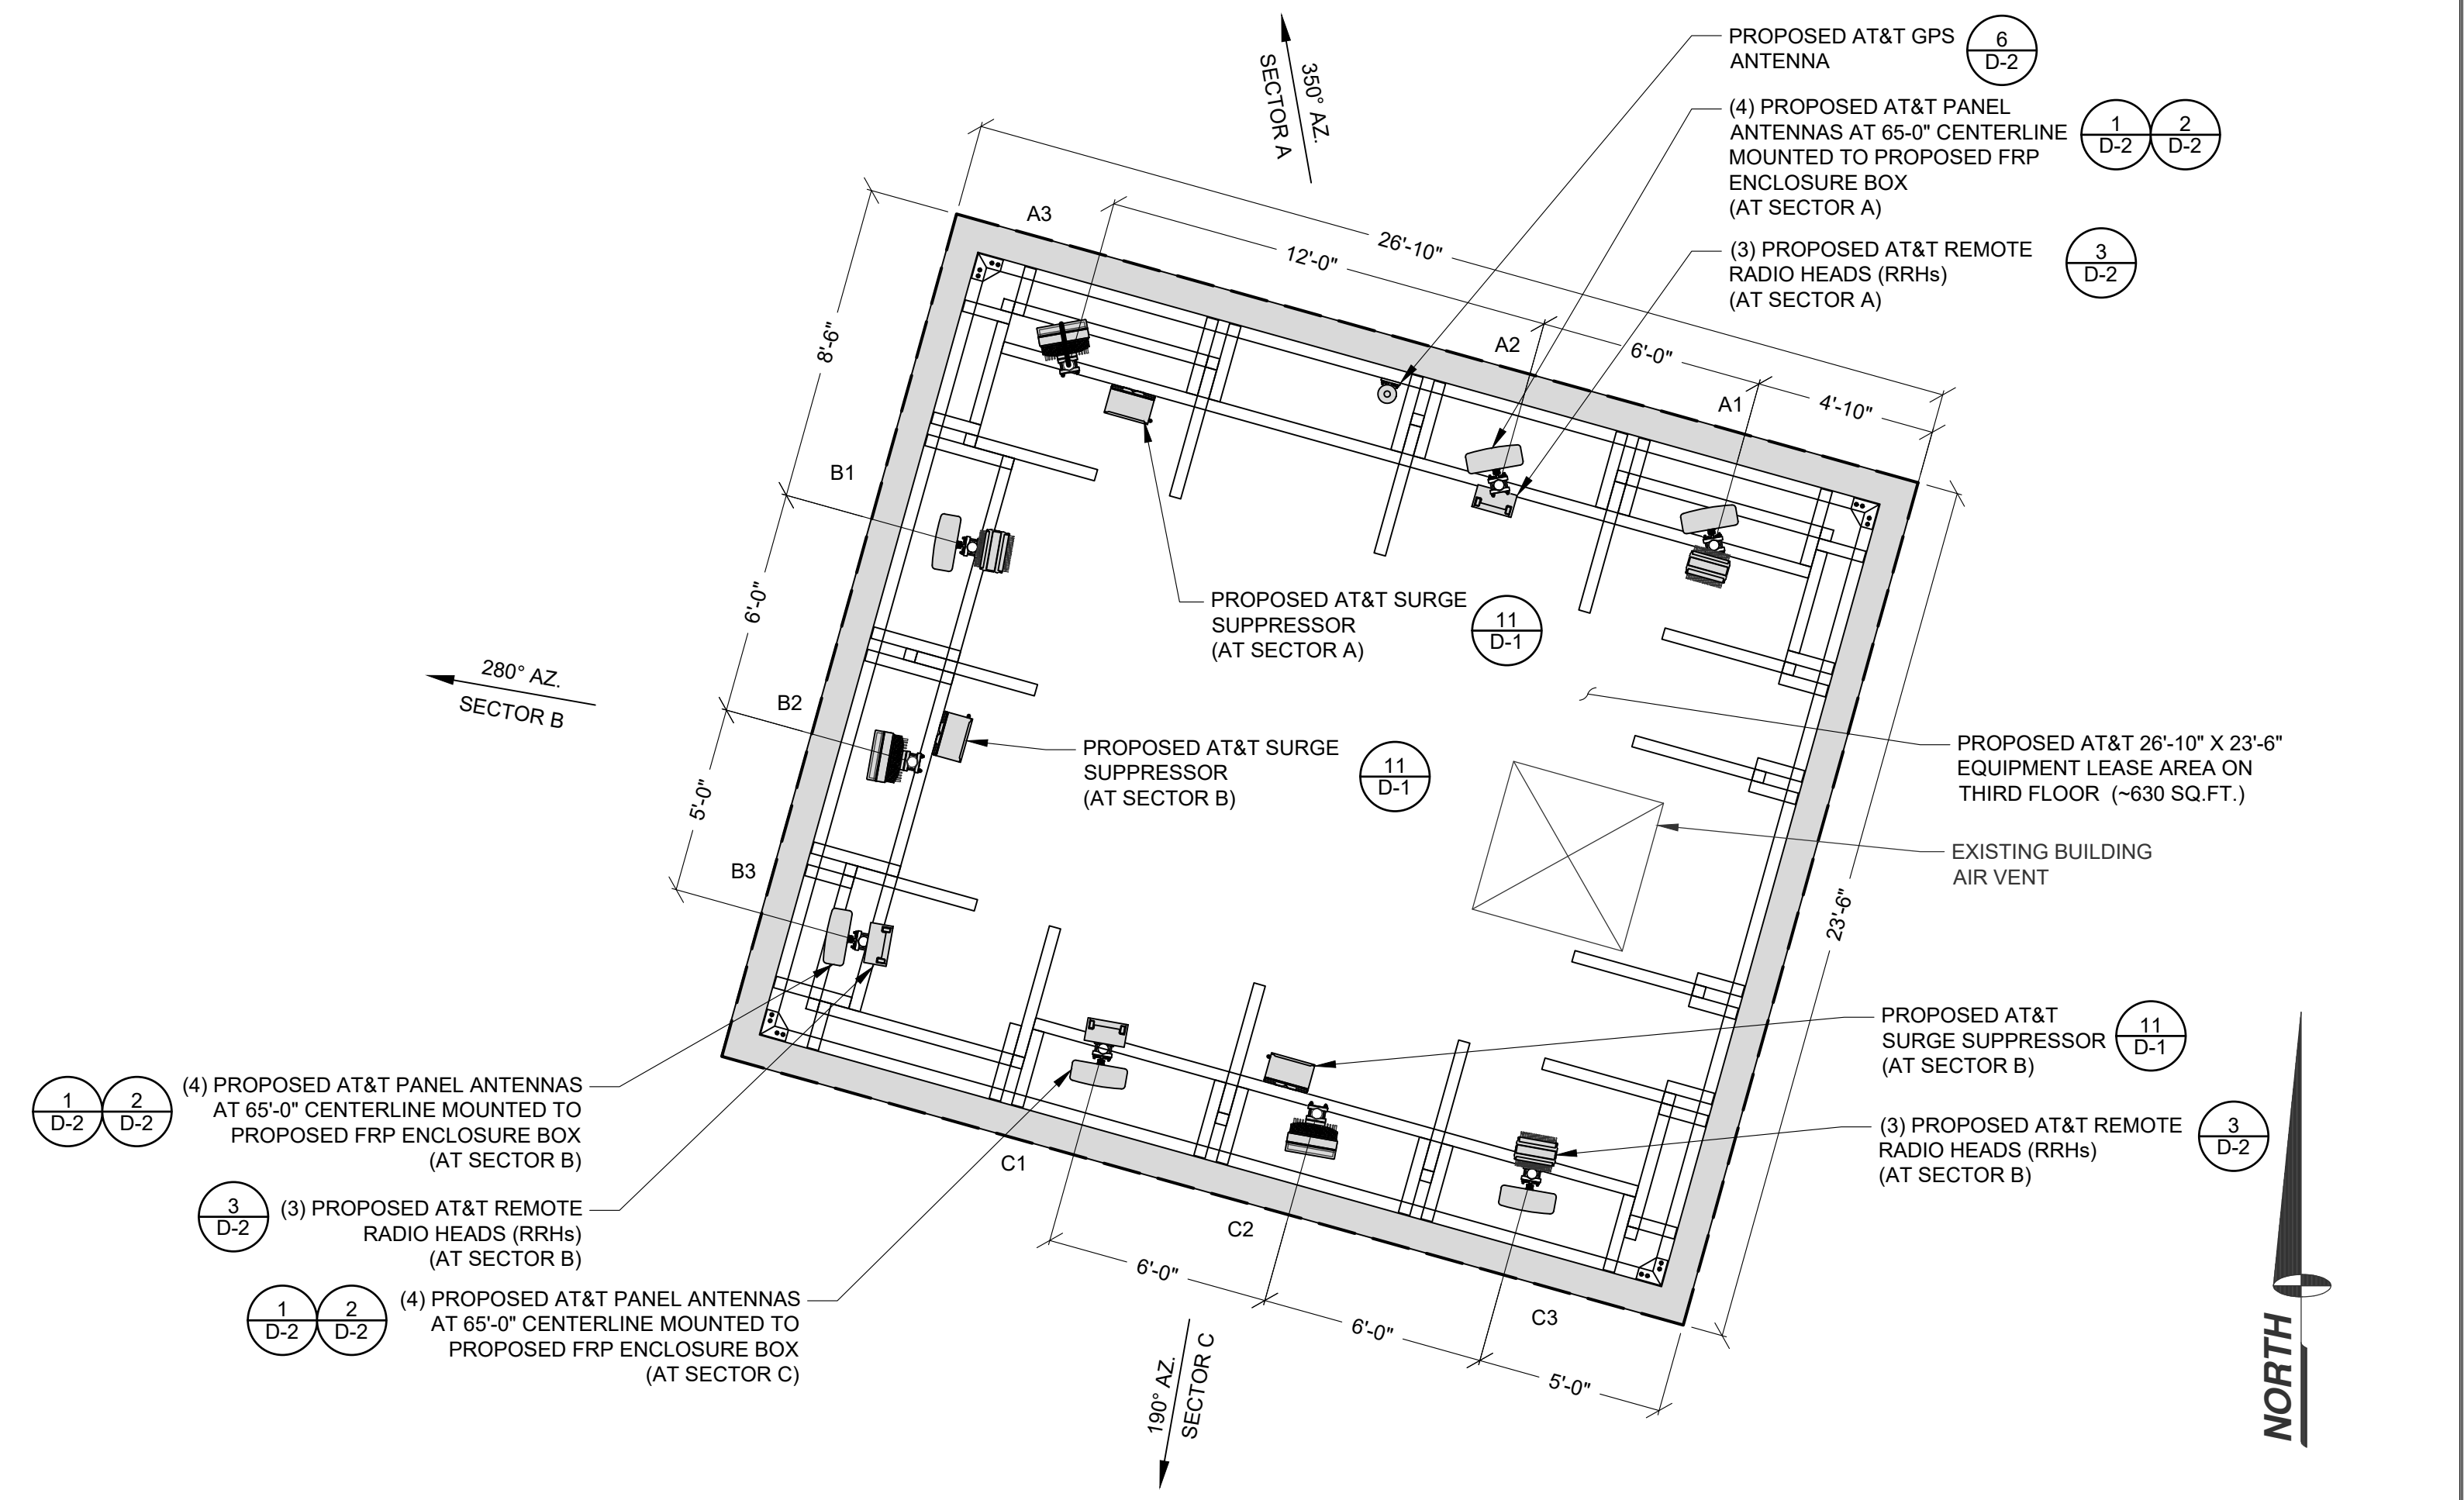 PROPOSED AT&T GPS
ANTENNA
6
D-2
(4) PROPOSED AT&T PANEL
ANTENNAS AT 65-0" CENTERLINE
MOUNTED TO PROPOSED FRP
ENCLOSURE BOX
(AT SECTOR A)
1
D-2
2
D-2
(3) PROPOSED AT&T REMOTE
RADIO HEADS (RRHs)
(AT SECTOR A)
3
D-2
350° AZ.
SECTOR A
26'-10"
12'-0"
6'-0"
4'-10"
A3
A2
A1
8'-6"
6'-0"
5'-0"
B1
B2
B3
280° AZ.
SECTOR B
PROPOSED AT&T SURGE
SUPPRESSOR
(AT SECTOR A)
11
D-1
PROPOSED AT&T SURGE
SUPPRESSOR
(AT SECTOR B)
11
D-1
PROPOSED AT&T 26'-10" X 23'-6"
EQUIPMENT LEASE AREA ON
THIRD FLOOR (~630 SQ.FT.)
EXISTING BUILDING
AIR VENT
23'-6"
PROPOSED AT&T
SURGE SUPPRESSOR
(AT SECTOR B)
11
D-1
(3) PROPOSED AT&T REMOTE
RADIO HEADS (RRHs)
(AT SECTOR B)
3
D-2
1
D-2
2
D-2
(4) PROPOSED AT&T PANEL ANTENNAS
AT 65'-0" CENTERLINE MOUNTED TO
PROPOSED FRP ENCLOSURE BOX
(AT SECTOR B)
3
D-2
(3) PROPOSED AT&T REMOTE
RADIO HEADS (RRHs)
(AT SECTOR B)
1
D-2
2
D-2
(4) PROPOSED AT&T PANEL ANTENNAS
AT 65'-0" CENTERLINE MOUNTED TO
PROPOSED FRP ENCLOSURE BOX
(AT SECTOR C)
C1
C2
C3
6'-0"
6'-0"
5'-0"
190° AZ.
SECTOR C
NORTH